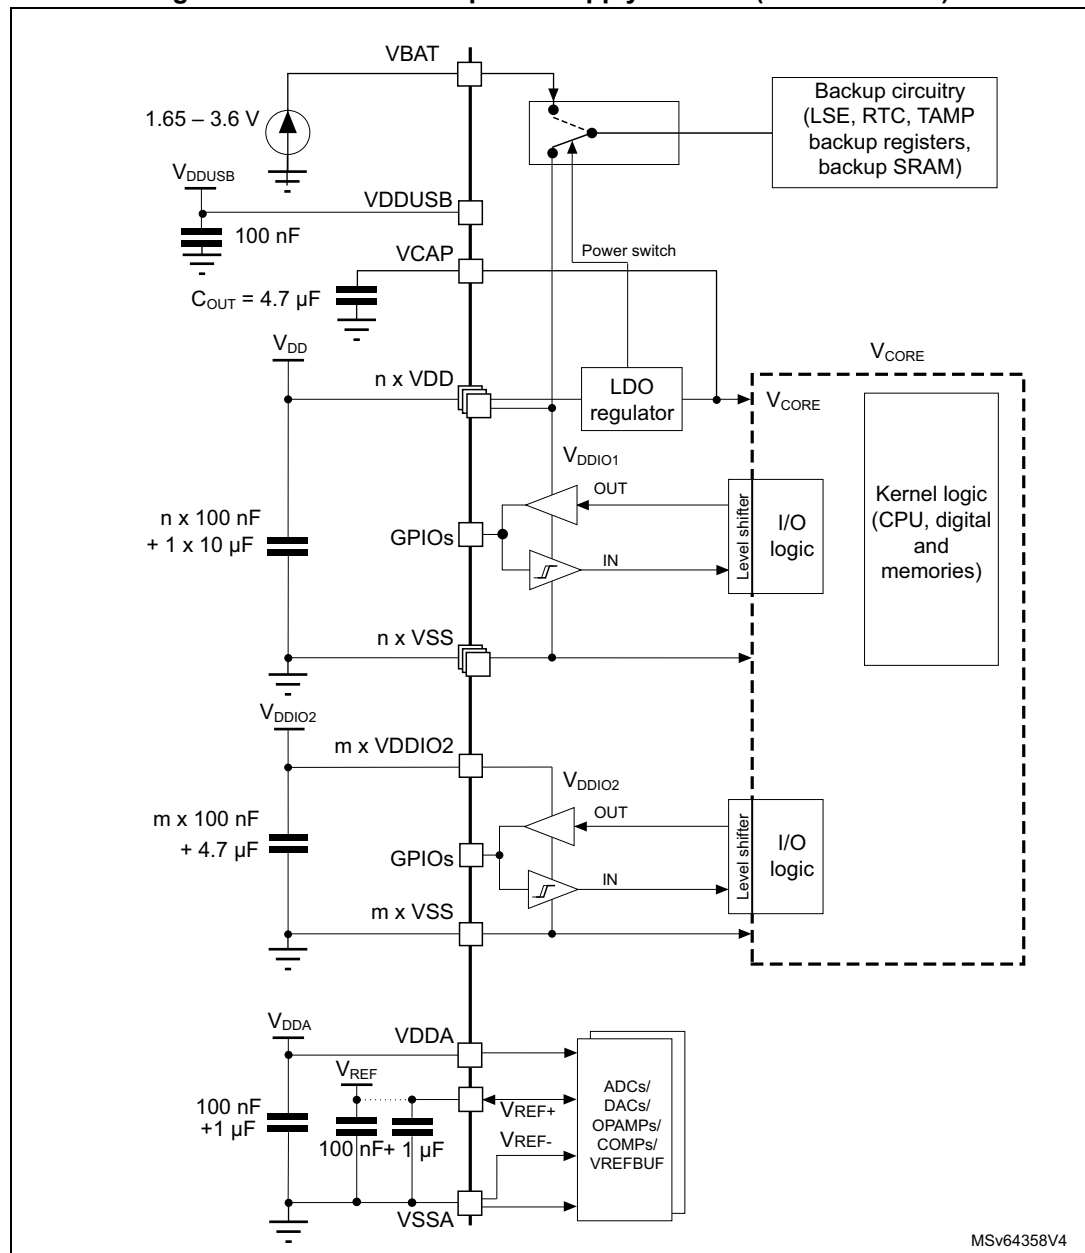 VBAT
1.65 – 3.6 V
Backup circuitry
(LSE, RTC, TAMP
backup registers,
backup SRAM)
VDDUSB
VDDUSB
100 nF
VCAP
Power switch
COUT = 4.7 µF
VDD
n x VDD
LDO
regulator
VCORE
VCORE
VDDIO1
OUT
Level shifter
I/O
logic
Kernel logic
(CPU, digital
and
memories)
n x 100 nF
+ 1 x 10 µF
GPIOs
IN
n x VSS
VDDIO2
m x VDDIO2
VDDIO2
OUT
Level shifter
I/O
logic
m x 100 nF
+ 4.7 µF
GPIOs
IN
m x VSS
VDDA
VDDA
VREF
100 nF
+1 µF
100 nF
+ 1 µF
VREF+
VREF-
ADCs/
DACs/
OPAMPs/
COMPs/
VREFBUF
VSSA
MSv64358V4